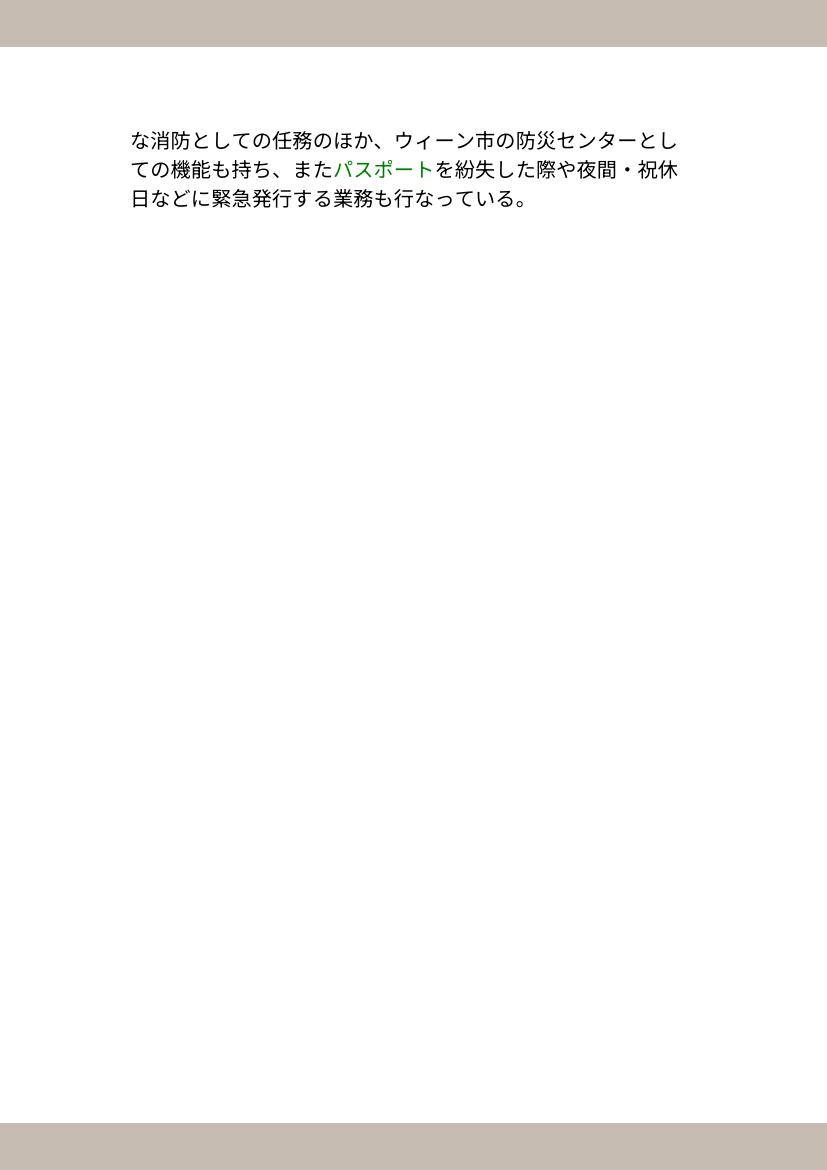 な消防としての任務のほか、ウィーン市の防災センターとし
ての機能も持ち、またパスポートを紛失した際や夜間・祝休
日などに緊急発行する業務も行なっている。